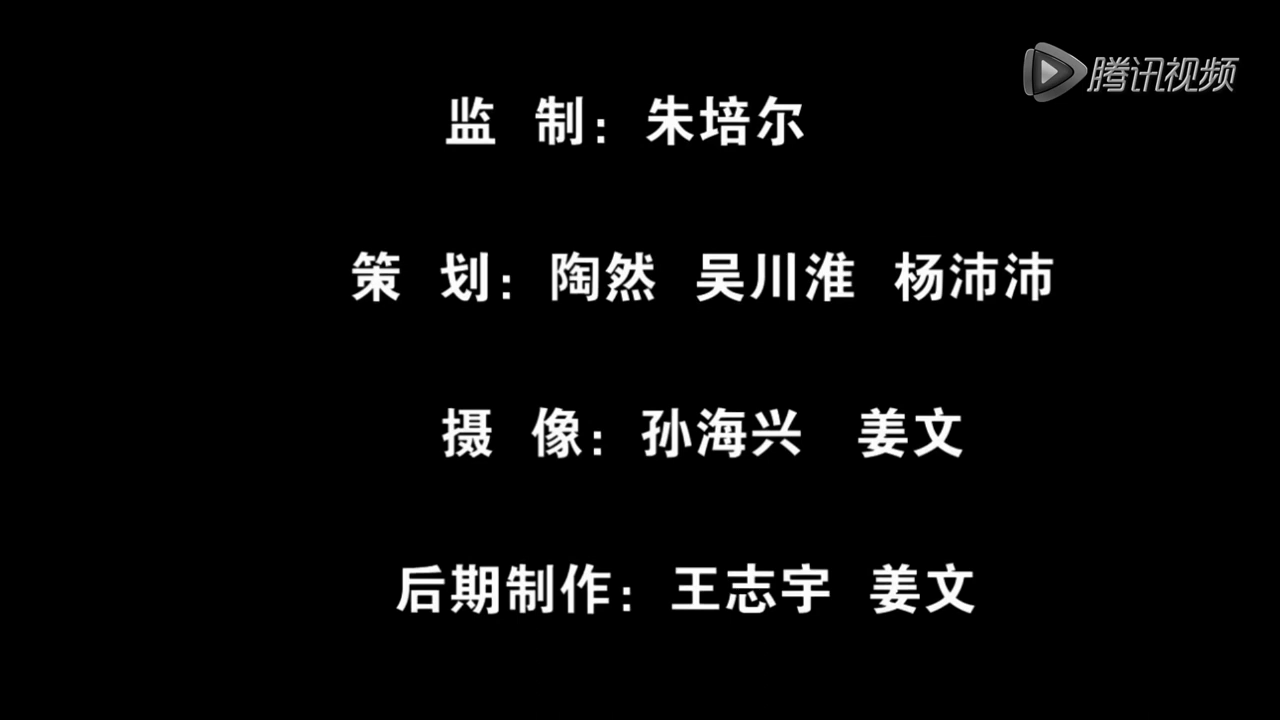 腾讯视频
监 制：朱培尔
策 划：陶然 吴川淮 杨沛沛
摄 像：孙海兴 姜文
后期制作：王志宇 姜文